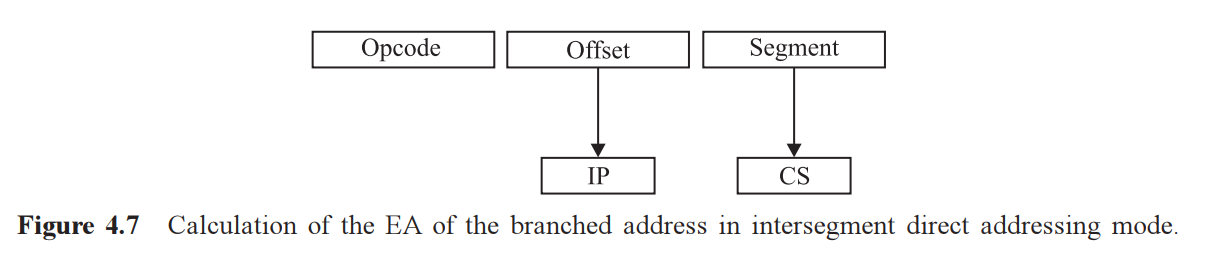 Opcode Offset Segment
IP CS
Figure 4.7 Calculation of the EA of the branched address in intersegment direct addressing mode.